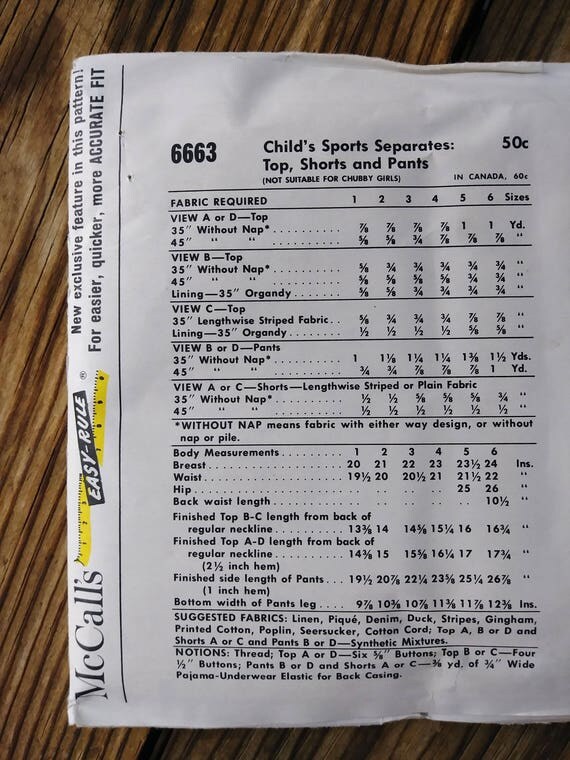 New exclusive feature in this pattern!
For easier, quicker, more ACCURATE FIT
McCall's EASY-RULE ®
6663
Child's Sports Separates: 50c
Top, Shorts and Pants
(NOT SUITABLE FOR CHUBBY GIRLS) IN CANADA, 60c
FABRIC REQUIRED 1 2 3 4 5 6 Sizes
VIEW A or D—Top
35" Without Nap* .......... ⅞ ⅞ ⅞ ⅞ 1 1 Yd.
45" " " .......... ⅝ ⅝ ¾ ⅞ ⅞ ⅞ "
VIEW B—Top
35" Without Nap* .......... ⅝ ¾ ¾ ¾ ¾ ¾ "
45" " " .......... ⅝ ⅝ ⅝ ⅝ ¾ ¾ "
Lining—35" Organdy ........ ⅝ ⅝ ¾ ¾ ¾ ¾ "
VIEW C—Top
35" Lengthwise Striped Fabric.. ⅝ ¾ ¾ ¾ ⅞ ⅞ "
Lining—35" Organdy ........ ½ ½ ½ ½ ⅝ ⅝ "
VIEW B or D—Pants
35" Without Nap* .......... 1 1⅛ 1¼ 1¼ 1⅜ 1½ Yds.
45" " " .......... ¾ ¾ ⅞ ⅞ ⅞ 1 Yd.
VIEW A or C—Shorts—Lengthwise Striped or Plain Fabric
35" Without Nap* .......... ½ ½ ⅝ ⅝ ⅝ ¾ "
45" " " .......... ½ ½ ½ ½ ½ ½ "
*WITHOUT NAP means fabric with either way design, or without
nap or pile.
Body Measurements .......... 1 2 3 4 5 6
Breast .......... 20 21 22 23 23½ 24 Ins.
Waist .......... 19½ 20 20½ 21 21½ 22 "
Hip .......... .. .. .. .. 25 26 "
Back waist length .......... .. .. .. .. .. 10½ "
Finished Top B-C length from back of
regular neckline .......... 13⅜ 14 14⅝ 15¼ 16 16¾ "
Finished Top A-D length from back of
regular neckline .......... 14⅜ 15 15⅝ 16¼ 17 17¾ "
(2½ inch hem)
Finished side length of Pants ... 19½ 20⅞ 22¼ 23⅝ 25¼ 26⅞ "
(1 inch hem)
Bottom width of Pants leg .... 9⅞ 10⅜ 10⅞ 11⅜ 11⅞ 12⅜ Ins.
SUGGESTED FABRICS: Linen, Piqué, Denim, Duck, Stripes, Gingham,
Printed Cotton, Poplin, Seersucker, Cotton Cord; Top A, B or D and
Shorts A or C and Pants B or D—Synthetic Mixtures.
NOTIONS: Thread; Top A or D—Six ⅝" Buttons; Top B or C—Four
½" Buttons; Pants B or D and Shorts A or C—⅜ yd. of ¾" Wide
Pajama-Underwear Elastic for Back Casing.